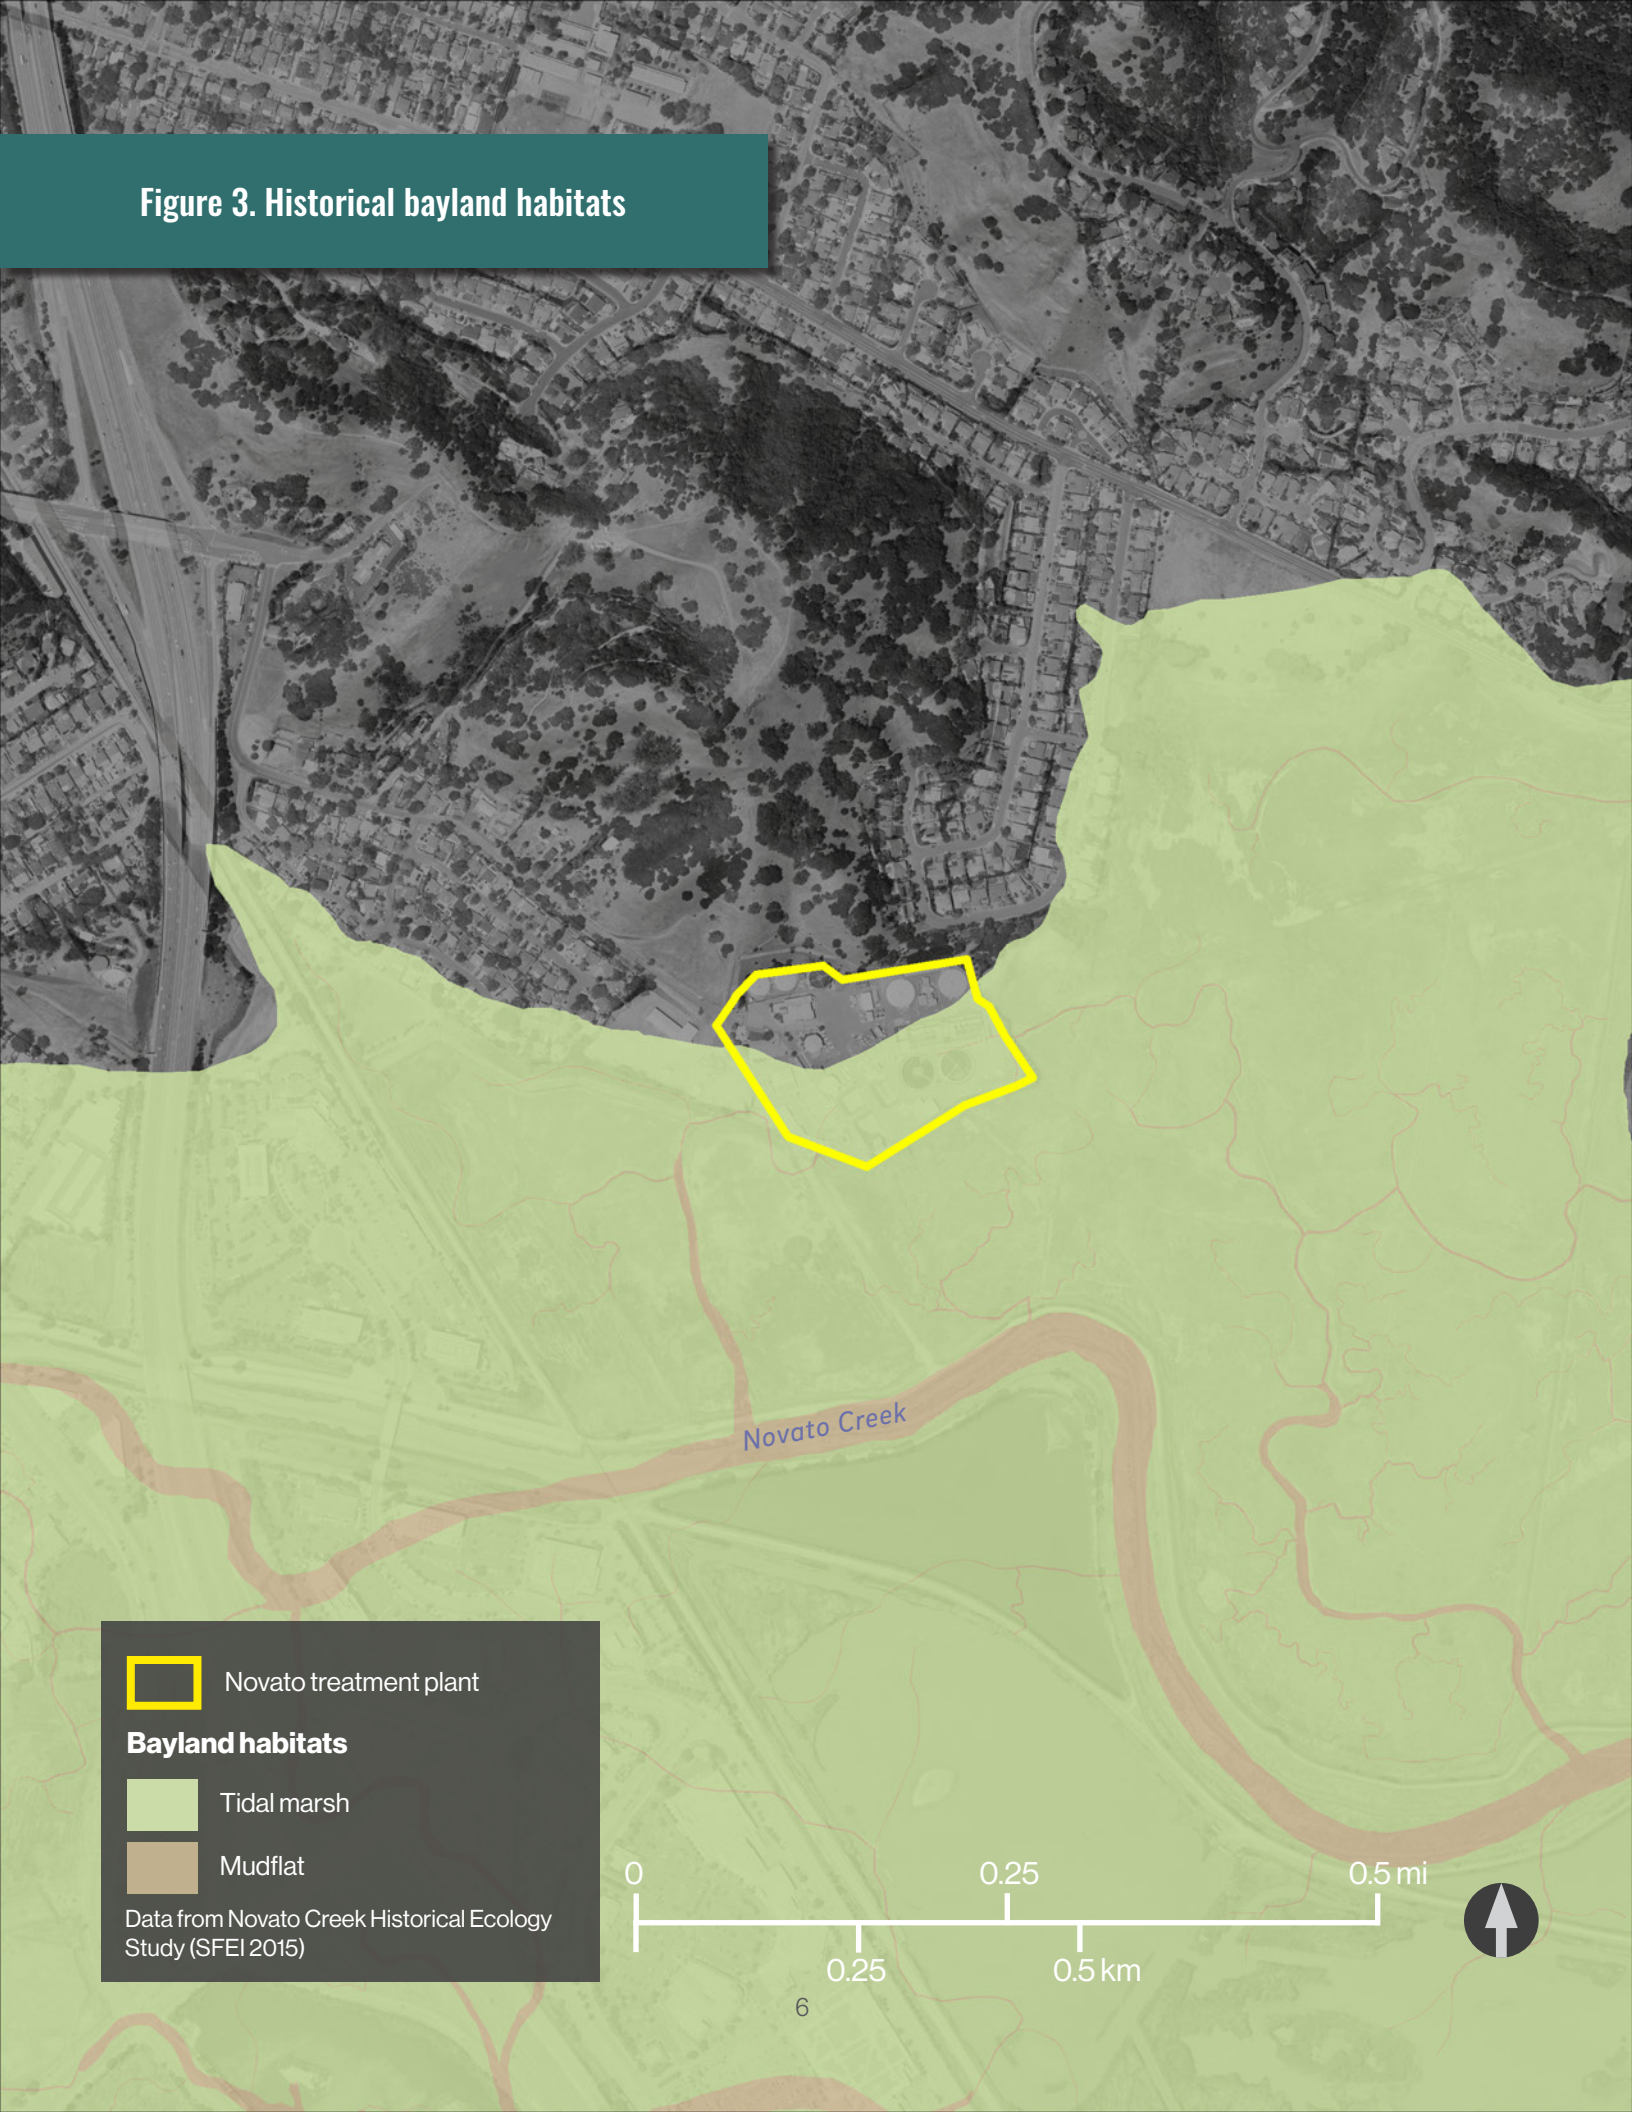 Figure 3. Historical bayland habitats
Novato Creek
Novato treatment plant
Bayland habitats
Tidal marsh
Mudflat
Data from Novato Creek Historical Ecology
Study (SFEI 2015)
0 0.25 0.5 mi
0.25 0.5 km
6